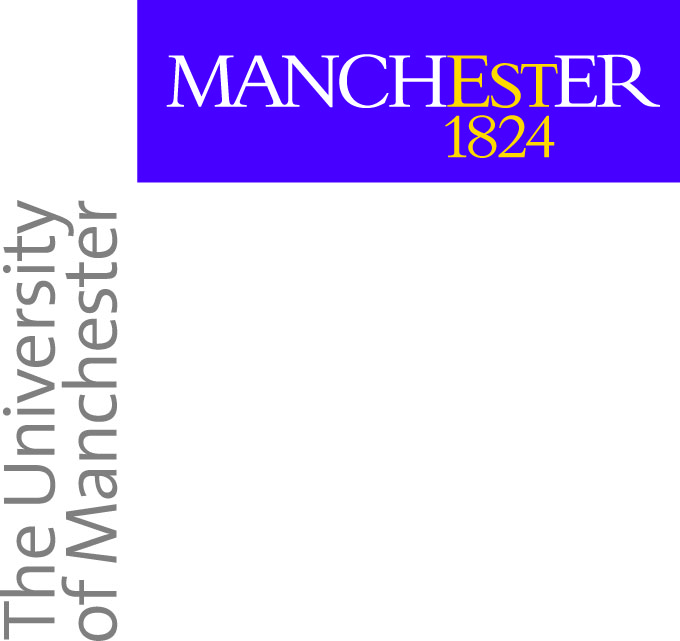 MANCHESTER
1824
The University
of Manchester